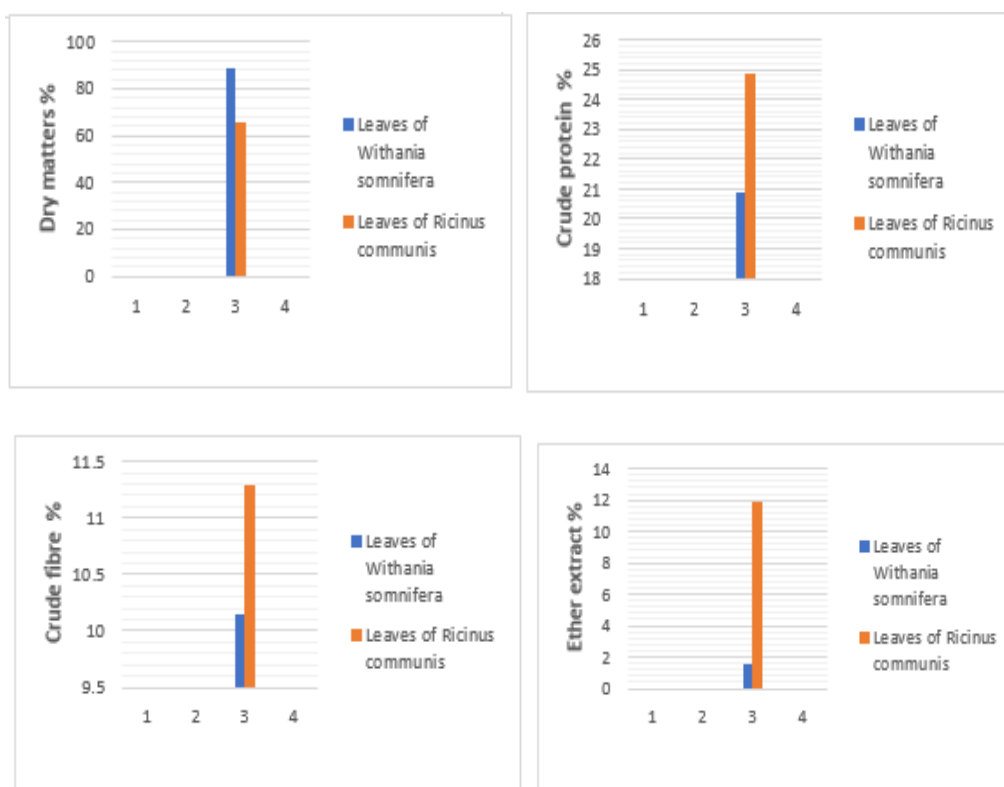 Dry matters %
100
80
60
40
20
0
1 2 3 4
Leaves of
Withania
somnifera
Leaves of Ricinus
communis
Crude protein %
26
25
24
23
22
21
20
19
18
1 2 3 4
Leaves of
Withania
somnifera
Leaves of Ricinus
communis
Crude fibre %
11.5
11
10.5
10
9.5
1 2 3 4
Leaves of
Withania
somnifera
Leaves of Ricinus
communis
Ether extract %
14
12
10
8
6
4
2
0
1 2 3 4
Leaves of
Withania
somnifera
Leaves of Ricinus
communis